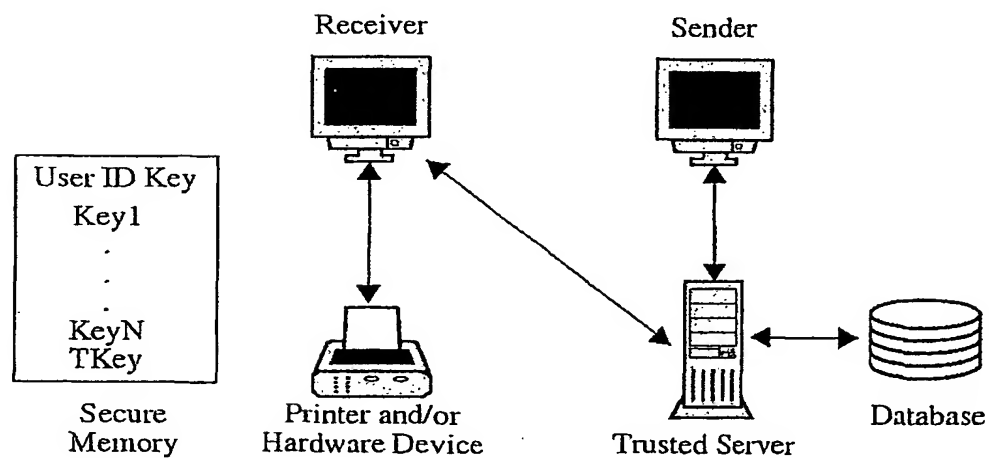 Receiver
Sender
User ID Key
Key1
.
.
.
KeyN
TKey
Secure
Memory
Printer and/or
Hardware Device
Trusted Server
Database